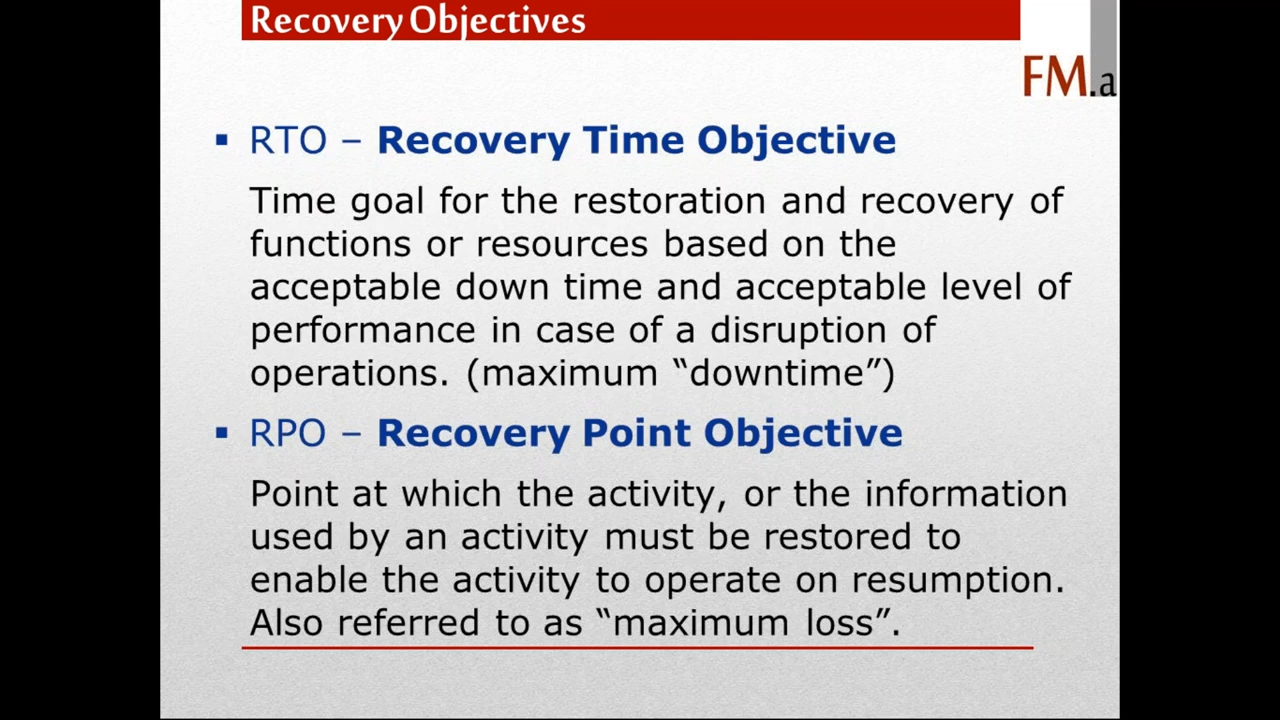 Recovery Objectives
FM.a
▪ RTO – Recovery Time Objective
Time goal for the restoration and recovery of
functions or resources based on the
acceptable down time and acceptable level of
performance in case of a disruption of
operations. (maximum “downtime”)
▪ RPO – Recovery Point Objective
Point at which the activity, or the information
used by an activity must be restored to
enable the activity to operate on resumption.
Also referred to as “maximum loss”.